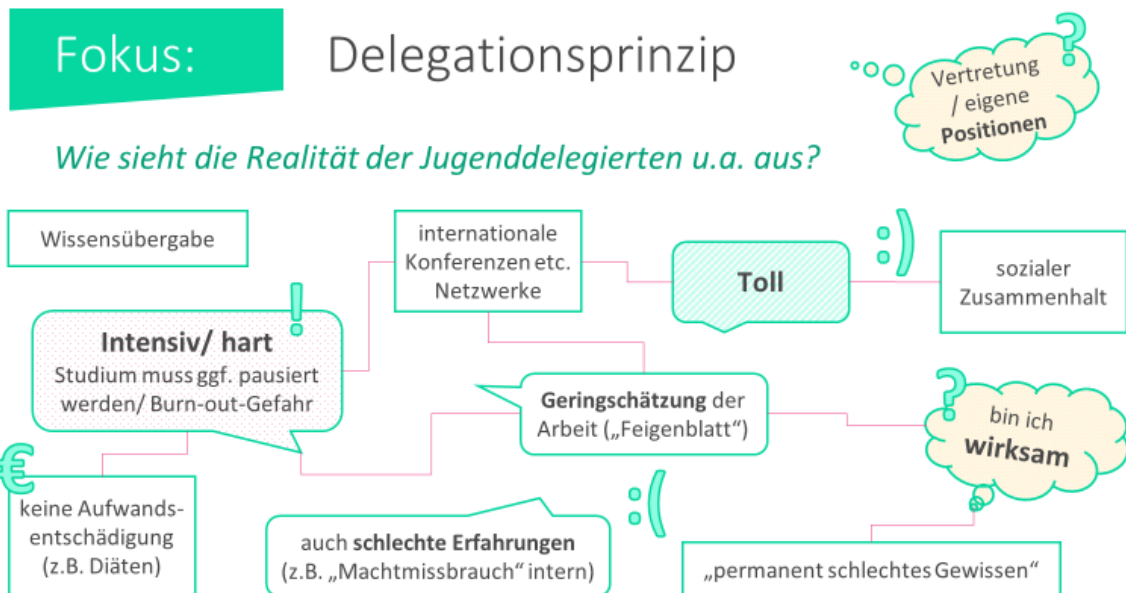 Fokus:
Delegationsprinzip
?
Vertretung
/ eigene
Positionen
Wie sieht die Realität der Jugenddelegierten u.a. aus?
Wissensübergabe
internationale
Konferenzen etc.
Netzwerke
Toll
:)
sozialer
Zusammenhalt
!
Intensiv/ hart
Studium muss ggf. pausiert
werden/ Burn-out-Gefahr
Geringschätzung der
Arbeit („Feigenblatt“)
?
bin ich
wirksam
€
keine Aufwands-
entschädigung
(z.B. Diäten)
auch schlechte Erfahrungen
(z.B. „Machtmissbrauch“ intern)
:(
„permanent schlechtes Gewissen“